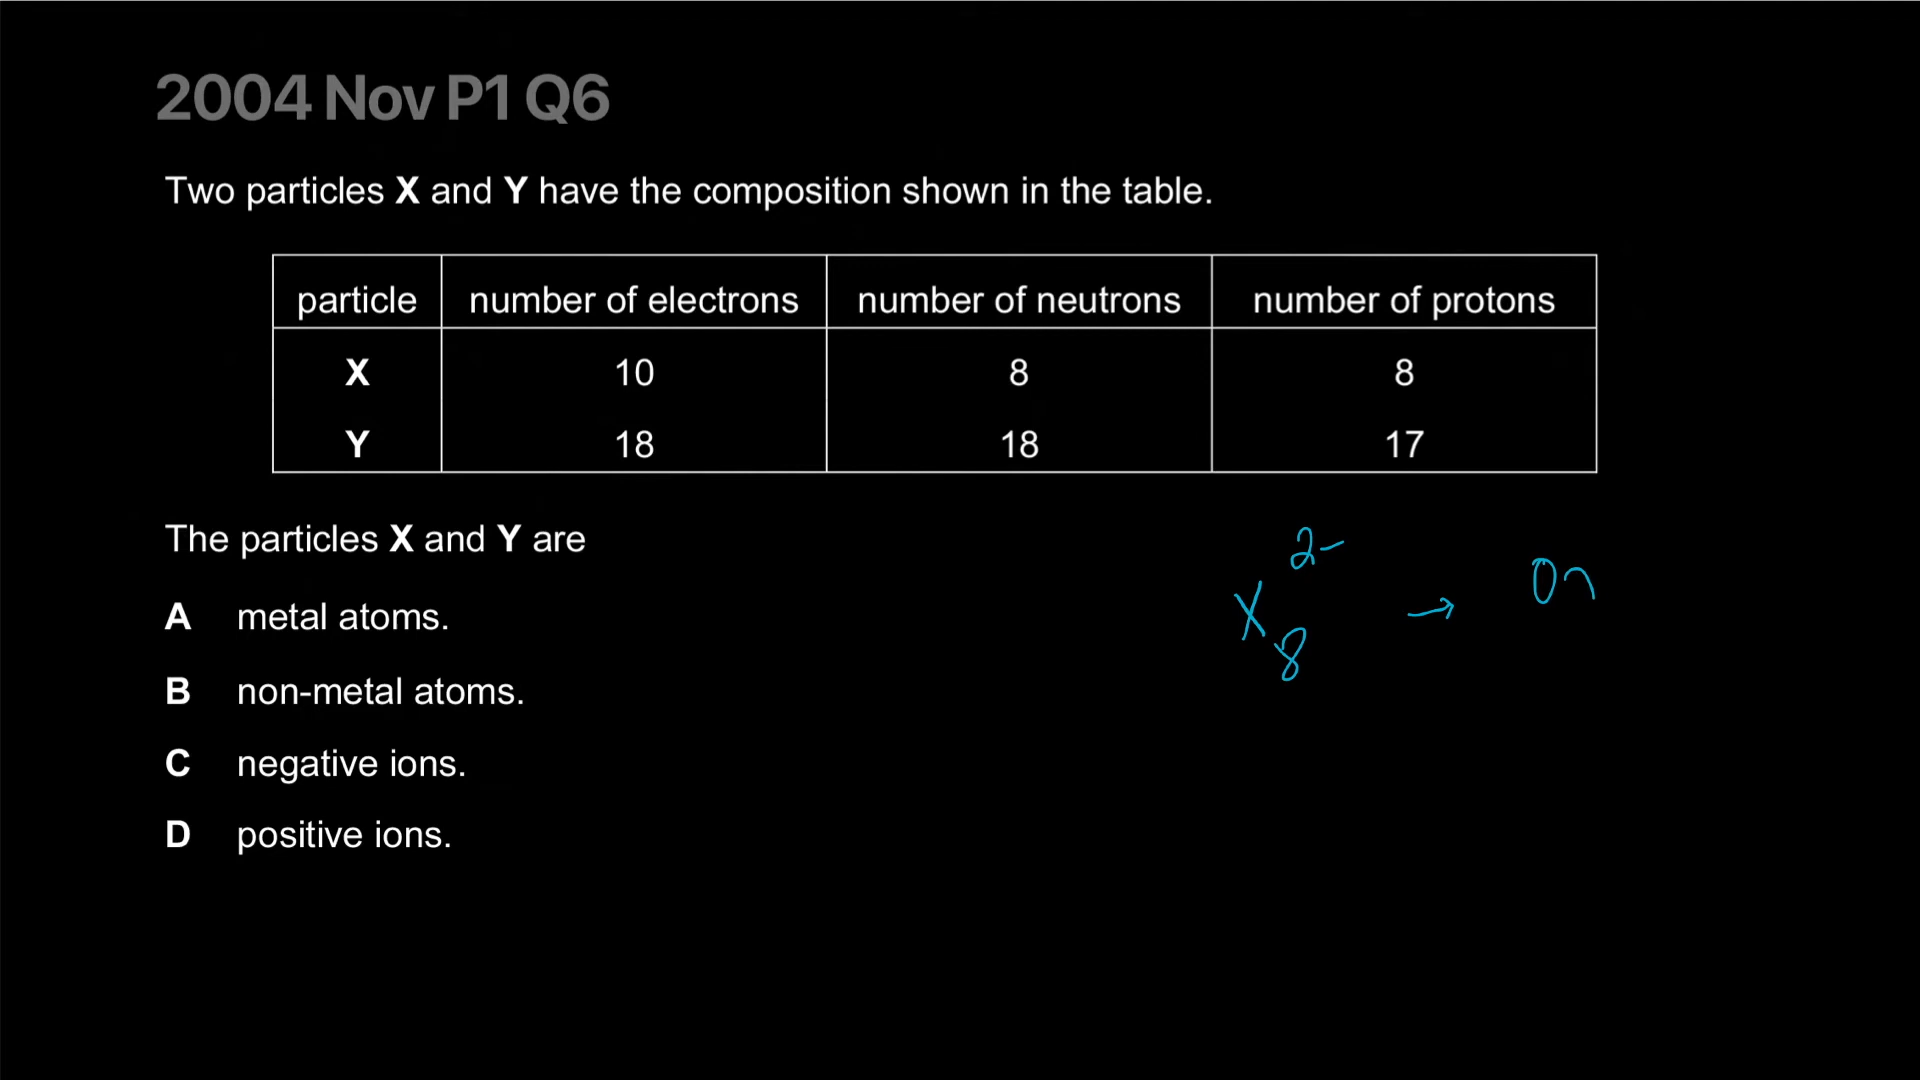 2004 Nov P1 Q6
Two particles X and Y have the composition shown in the table.
particle number of electrons number of neutrons number of protons
X 10 8 8
Y 18 18 17
The particles X and Y are
A metal atoms.
B non-metal atoms.
C negative ions.
D positive ions.
X 8 2- →